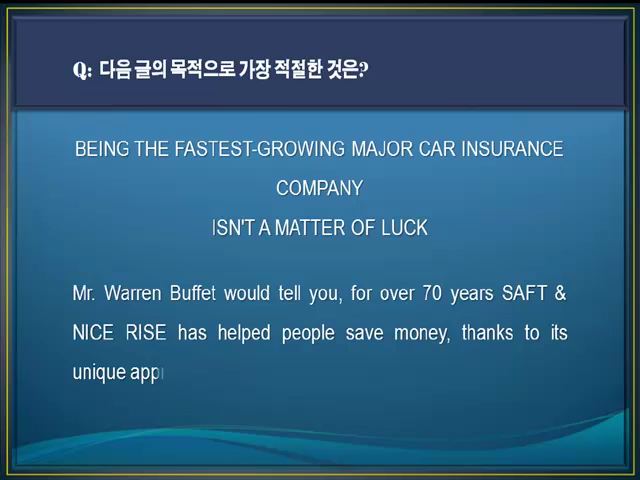 Q: 다음 글의 목적으로 가장 적절한 것은?
BEING THE FASTEST-GROWING MAJOR CAR INSURANCE
COMPANY
ISN'T A MATTER OF LUCK
Mr. Warren Buffet would tell you, for over 70 years SAFT &
NICE RISE has helped people save money, thanks to its
unique